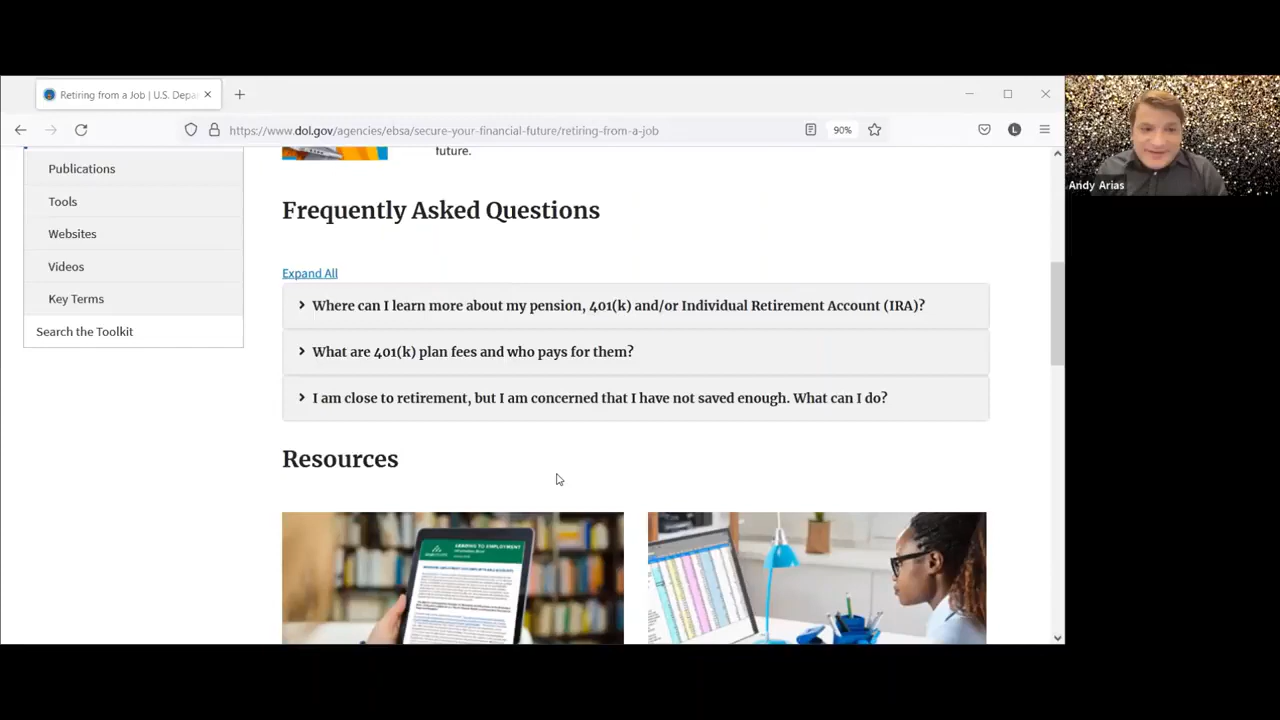 Retiring from a Job | U.S. Depa
https://www.dol.gov/agencies/ebsa/secure-your-financial-future/retiring-from-a-job
90%
L
Andy Arias
Publications
Tools
Websites
Videos
Key Terms
Search the Toolkit
future.
Frequently Asked Questions
Expand All
Where can I learn more about my pension, 401(k) and/or Individual Retirement Account (IRA)?
What are 401(k) plan fees and who pays for them?
I am close to retirement, but I am concerned that I have not saved enough. What can I do?
Resources
LEADING TO EMPLOYMENT